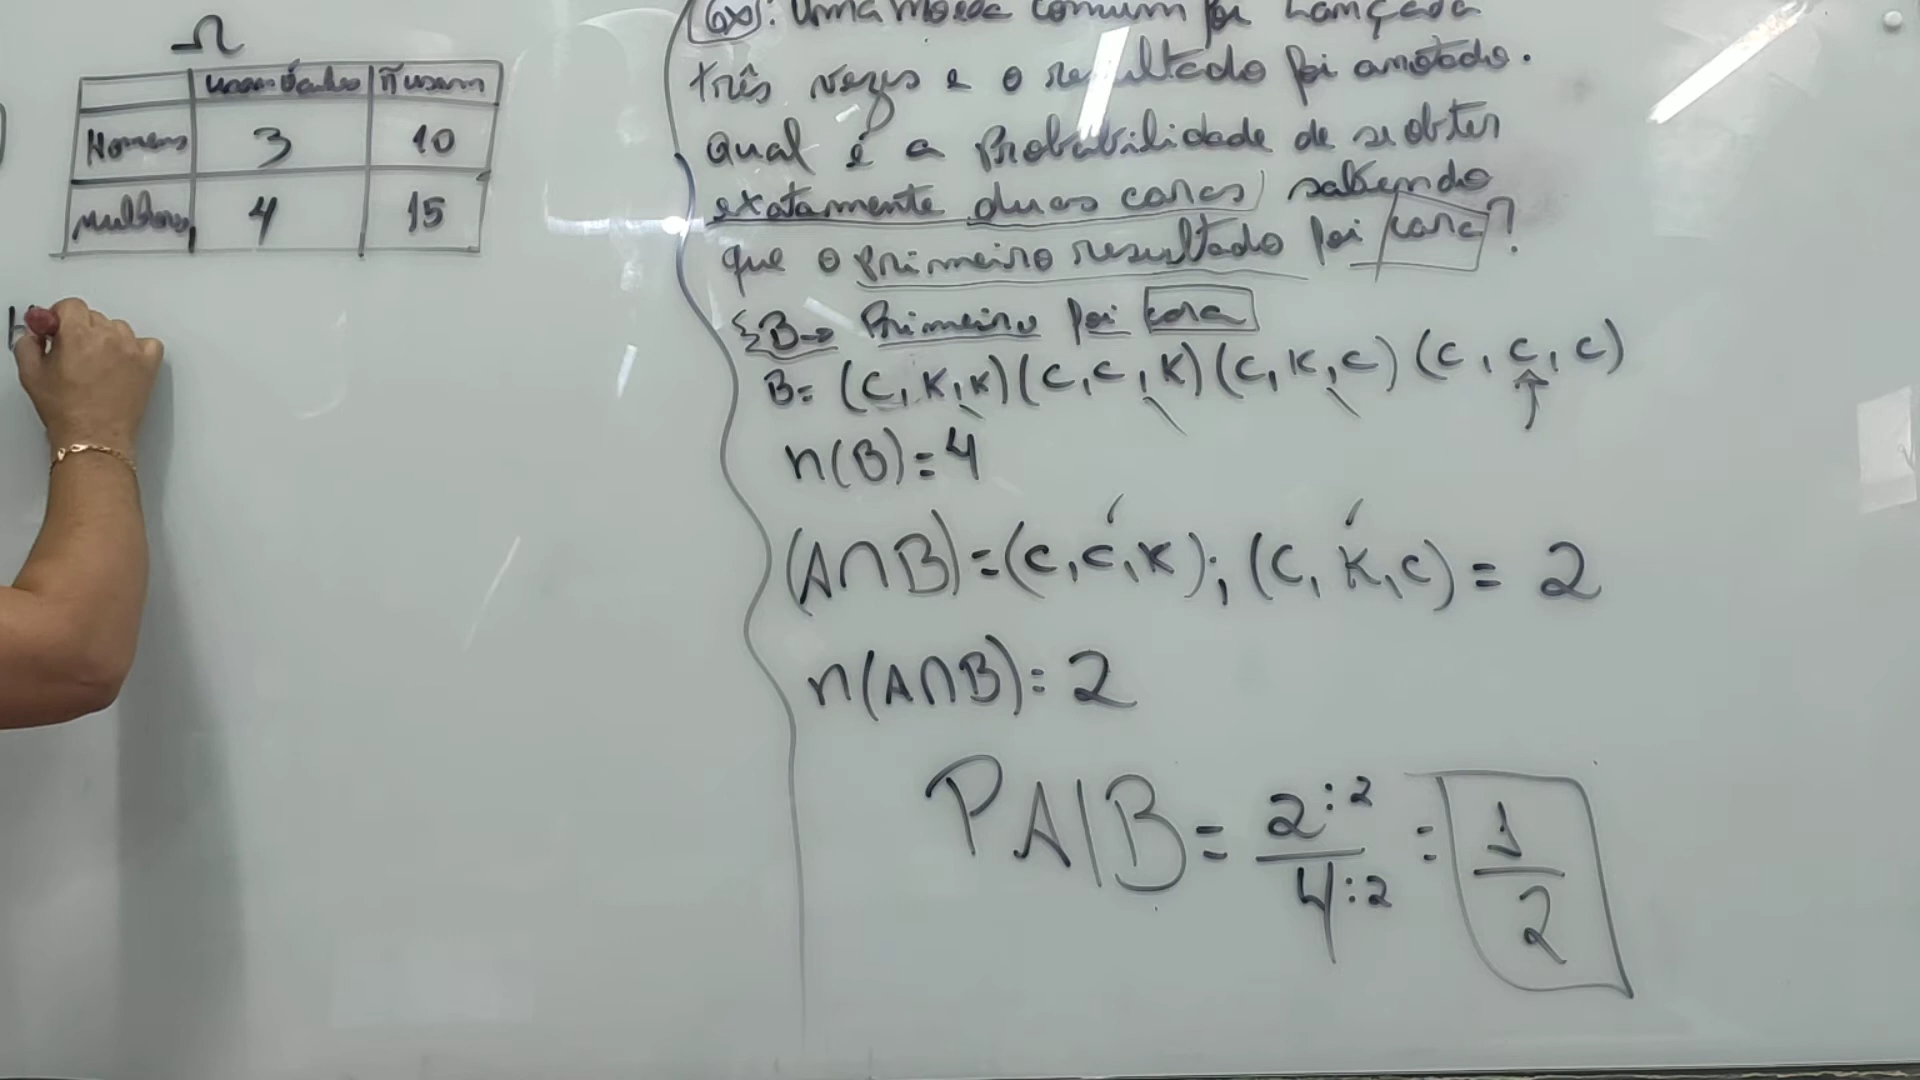 Ω
usam óculos ñ usam
Homens 3 10
Mulheres 4 15
Ex: Uma moeda comum foi lançada
três vezes e o resultado foi anotado.
Qual é a Probabilidade de se obter
exatamente duas caras, sabendo
que o primeiro resultado foi cara?
B→ Primeiro foi cara
B= (C, K, K) (C, C, K) (C, K, C) (C, C, C)
n(B)=4
(A∩B)=(C, C, K); (C, K, C) = 2
n(A∩B)= 2
PA|B = 2:2/4:2 = 1/2